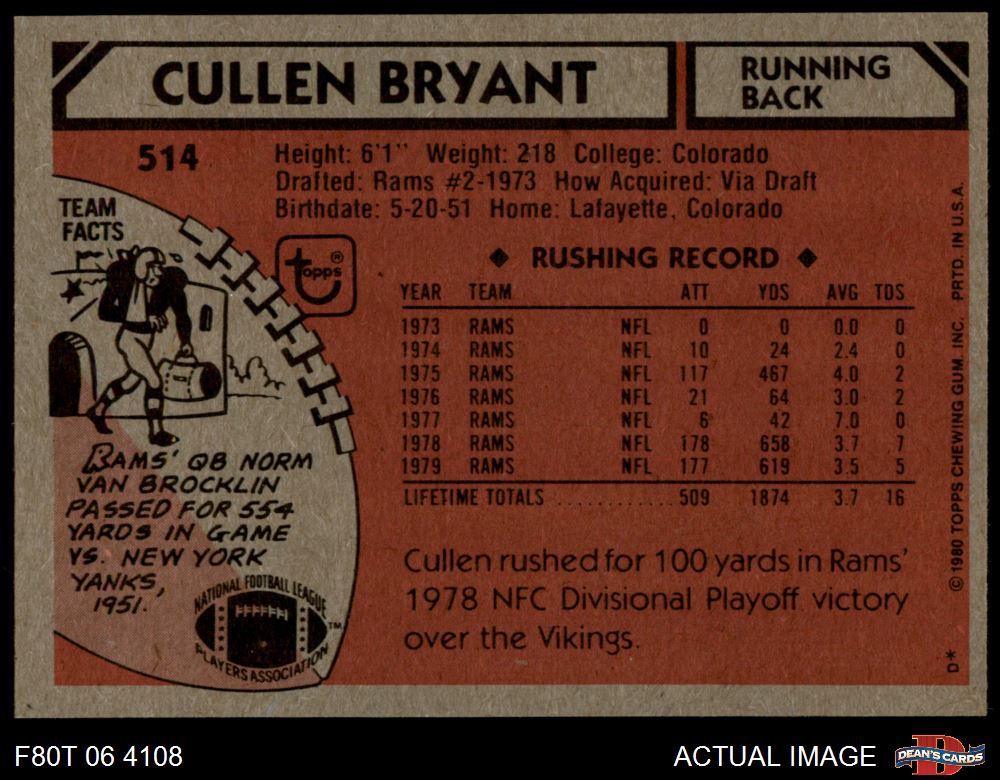 CULLEN BRYANT
RUNNING
BACK
514
Height: 6'1" Weight: 218 College: Colorado
Drafted: Rams #2-1973 How Acquired: Via Draft
Birthdate: 5-20-51 Home: Lafayette, Colorado
TEAM
FACTS
topps®
◆ RUSHING RECORD ◆
YEAR TEAM ATT YDS AVG TDS
1973 RAMS NFL 0 0 0.0 0
1974 RAMS NFL 10 24 2.4 0
1975 RAMS NFL 117 467 4.0 2
1976 RAMS NFL 21 64 3.0 2
1977 RAMS NFL 6 42 7.0 0
1978 RAMS NFL 178 658 3.7 7
1979 RAMS NFL 177 619 3.5 5
LIFETIME TOTALS ............. 509 1874 3.7 16
RAMS' QB NORM
VAN BROCKLIN
PASSED FOR 554
YARDS IN GAME
VS. NEW YORK
YANKS,
1951.
NATIONAL FOOTBALL LEAGUE
PLAYERS ASSOCIATION
TM
Cullen rushed for 100 yards in Rams'
1978 NFC Divisional Playoff victory
over the Vikings.
D* ©1980 TOPPS CHEWING GUM, INC. PRTD. IN U.S.A.
F80T 06 4108
ACTUAL IMAGE
D
DEAN'S CARDS